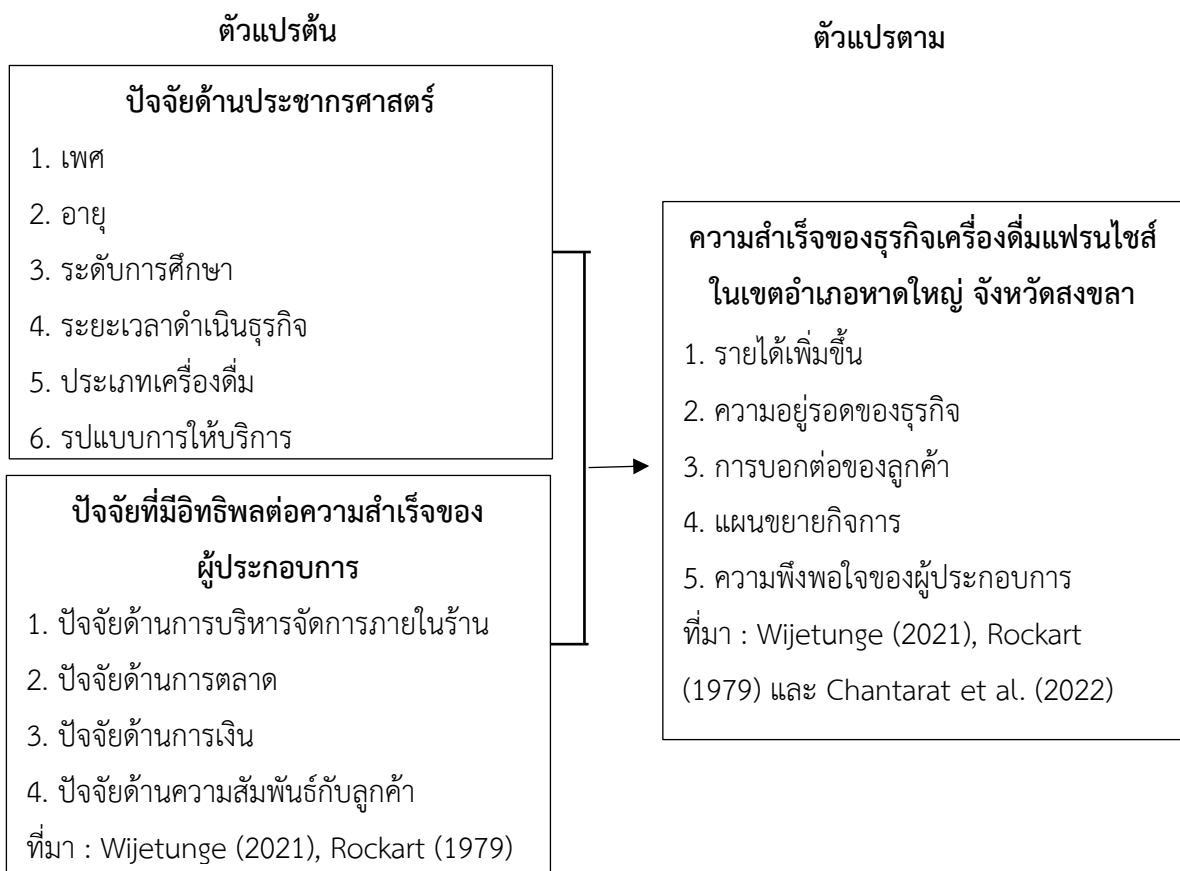 ตัวแปรต้น
ปัจจัยด้านประชากรศาสตร์
1. เพศ
2. อายุ
3. ระดับการศึกษา
4. ระยะเวลาดำเนินธุรกิจ
5. ประเภทเครื่องดื่ม
6. รปแบบการให้บริการ
ปัจจัยที่มีอิทธิพลต่อความสำเร็จของ
ผู้ประกอบการ
1. ปัจจัยด้านการบริหารจัดการภายในร้าน
2. ปัจจัยด้านการตลาด
3. ปัจจัยด้านการเงิน
4. ปัจจัยด้านความสัมพันธ์กับลูกค้า
ที่มา : Wijetunge (2021), Rockart (1979)
ตัวแปรตาม
ความสำเร็จของธุรกิจเครื่องดื่มแฟรนไชส์
ในเขตอำเภอหาดใหญ่ จังหวัดสงขลา
1. รายได้เพิ่มขึ้น
2. ความอยู่รอดของธุรกิจ
3. การบอกต่อของลูกค้า
4. แผนขยายกิจการ
5. ความพึงพอใจของผู้ประกอบการ
ที่มา : Wijetunge (2021), Rockart
(1979) และ Chantarat et al. (2022)